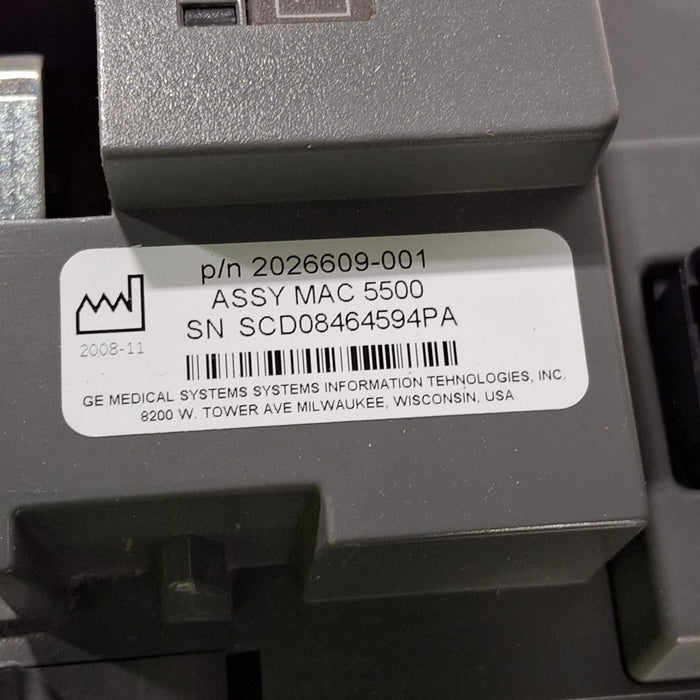 p/n 2026609-001
ASSY MAC 5500
SN SCD08464594PA
2008-11
GE MEDICAL SYSTEMS SYSTEMS INFORMATION TEHNOLOGIES, INC.
8200 W. TOWER AVE MILWAUKEE, WISCONSIN, USA